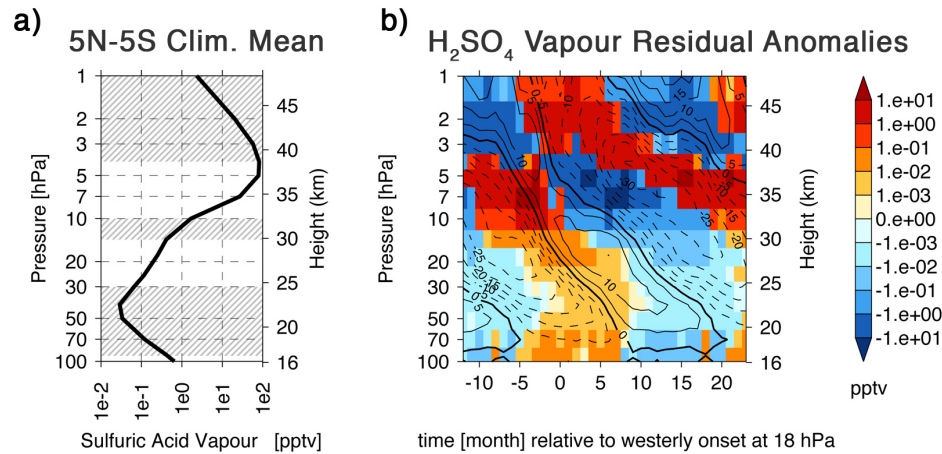 a)
5N-5S Clim. Mean
Pressure [hPa]
1
2
3
5
7
10
20
30
50
70
100
45
40
35
30
25
20
16
Height (km)
1e-2
1e-1
1e0
1e1
1e2
Sulfuric Acid Vapour [pptv]
b)
H₂SO₄ Vapour Residual Anomalies
Pressure [hPa]
1
2
3
5
7
10
20
30
50
70
100
45
40
35
30
25
20
16
Height (km)
-10
-5
0
5
10
15
20
time [month] relative to westerly onset at 18 hPa
1.e+01
1.e+00
1.e-01
1.e-02
1.e-03
0.e+00
-1.e-03
-1.e-02
-1.e-01
-1.e+00
-1.e+01
pptv